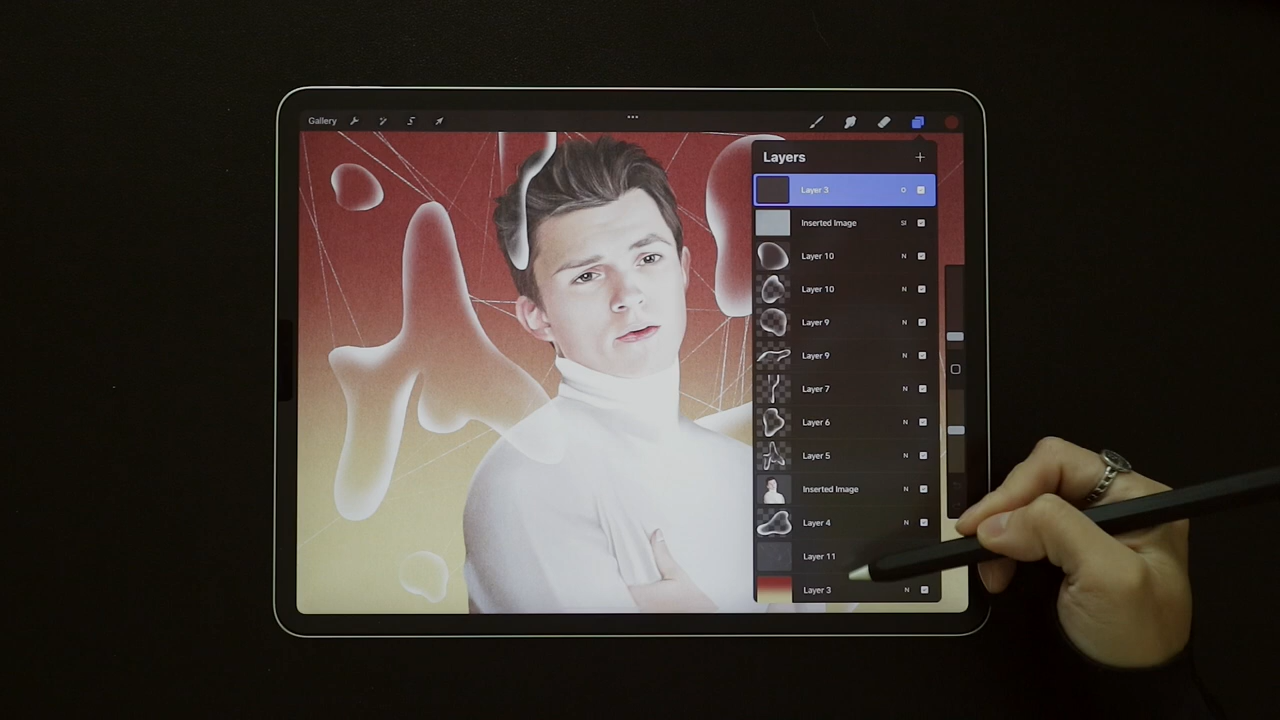 Gallery
Layers
Layer 3 O
Inserted Image Sl
Layer 10 N
Layer 10 N
Layer 9 N
Layer 9 N
Layer 7 N
Layer 6 N
Layer 5 N
Inserted Image N
Layer 4 N
Layer 11
Layer 3 N